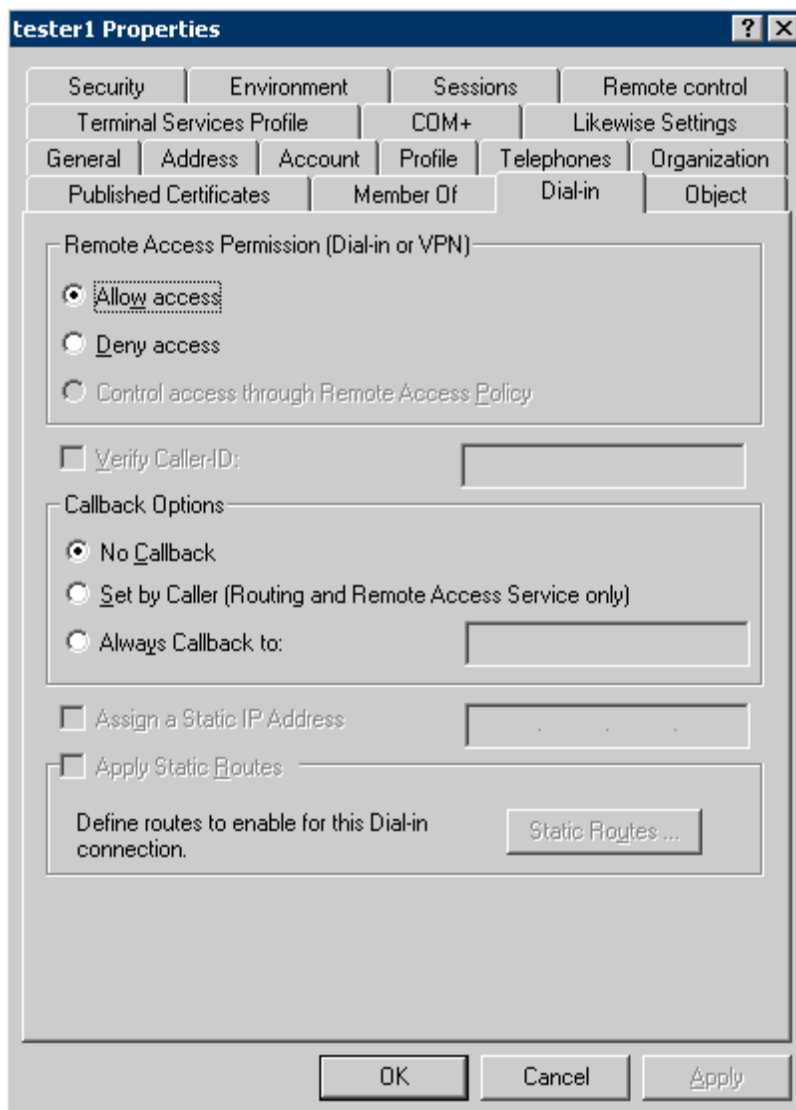 tester1 Properties
Security Environment Sessions Remote control
Terminal Services Profile COM+ Likewise Settings
General Address Account Profile Telephones Organization
Published Certificates Member Of Dial-in Object
Remote Access Permission (Dial-in or VPN)
Allow access
Deny access
Control access through Remote Access Policy
Verify Caller-ID:
Callback Options
No Callback
Set by Caller (Routing and Remote Access Service only)
Always Callback to:
Assign a Static IP Address
Apply Static Routes
Define routes to enable for this Dial-in
connection.
Static Routes ...
OK Cancel Apply